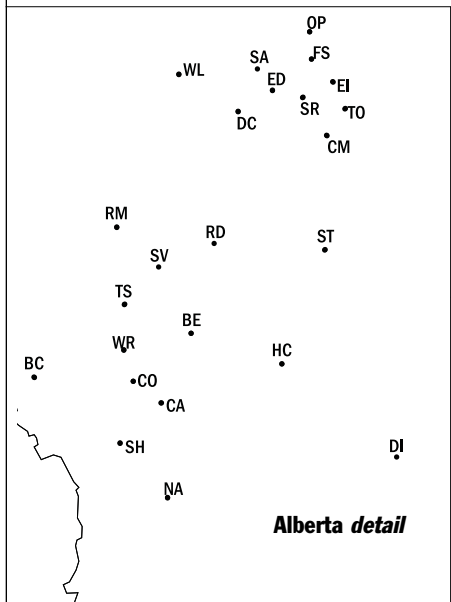 OP
FS
SA
WL
ED
EI
SR
TO
DC
CM
RM
RD
ST
SV
TS
BE
WR
HC
BC
CO
CA
SH
DI
NA
Alberta detail